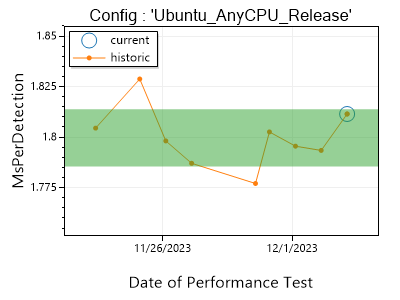 Config : 'Ubuntu_AnyCPU_Release'
current
historic
1.85
1.825
1.8
1.775
MsPerDetection
11/26/2023
12/1/2023
Date of Performance Test